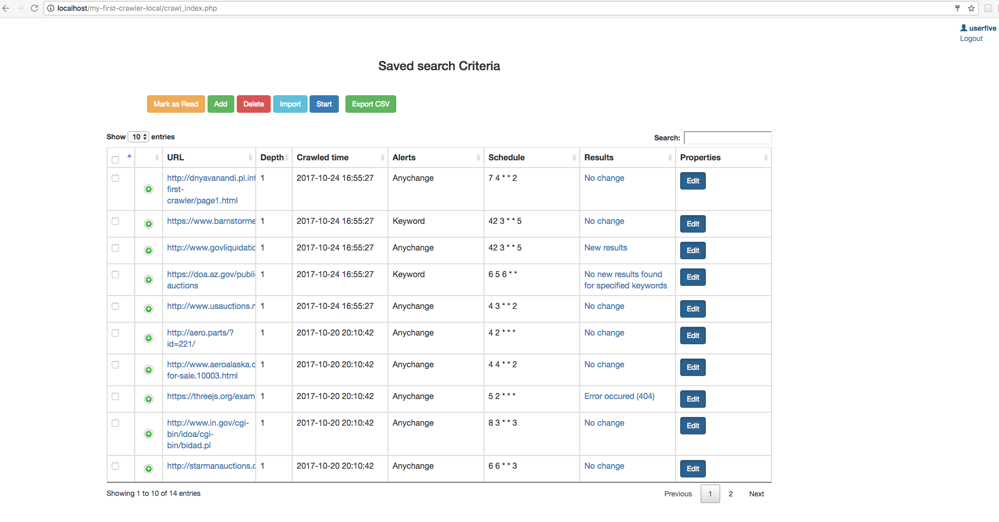 localhost/my-first-crawler-local/crawl_index.php
userfive
Logout
Saved search Criteria
Mark as Read Add Delete Import Start Export CSV
Show 10 entries Search:
URL Depth Crawled time Alerts Schedule Results Properties
http://dnyavanandi.pl.int 1 2017-10-24 16:55:27 Anychange 7 4 * * 2 No change Edit
first-
crawler/page1.html
https://www.barnstorme 1 2017-10-24 16:55:27 Keyword 42 3 * * 5 No change Edit
http://www.govliquidatio 1 2017-10-24 16:55:27 Anychange 42 3 * * 5 New results Edit
https://doa.az.gov/publi 1 2017-10-24 16:55:27 Keyword 6 5 6 * * No new results found Edit
auctions for specified keywords
http://www.usauctions.n 1 2017-10-24 16:55:27 Anychange 4 3 * * 2 No change Edit
http://aero.parts/? 1 2017-10-20 20:10:42 Anychange 4 2 * * * No change Edit
id=221/
http://www.aeroalaska.c 1 2017-10-20 20:10:42 Anychange 4 4 * * 2 No change Edit
for-sale.10003.html
https://threejs.org/exam 1 2017-10-20 20:10:42 Anychange 5 2 * * * Error occured (404) Edit
http://www.in.gov/cgi- 1 2017-10-20 20:10:42 Anychange 8 3 * * 3 No change Edit
bin/idoa/cgi-
bin/bidad.pl
http://starmanauctions.c 1 2017-10-20 20:10:42 Anychange 6 6 * * 3 No change Edit
Showing 1 to 10 of 14 entries Previous 1 2 Next